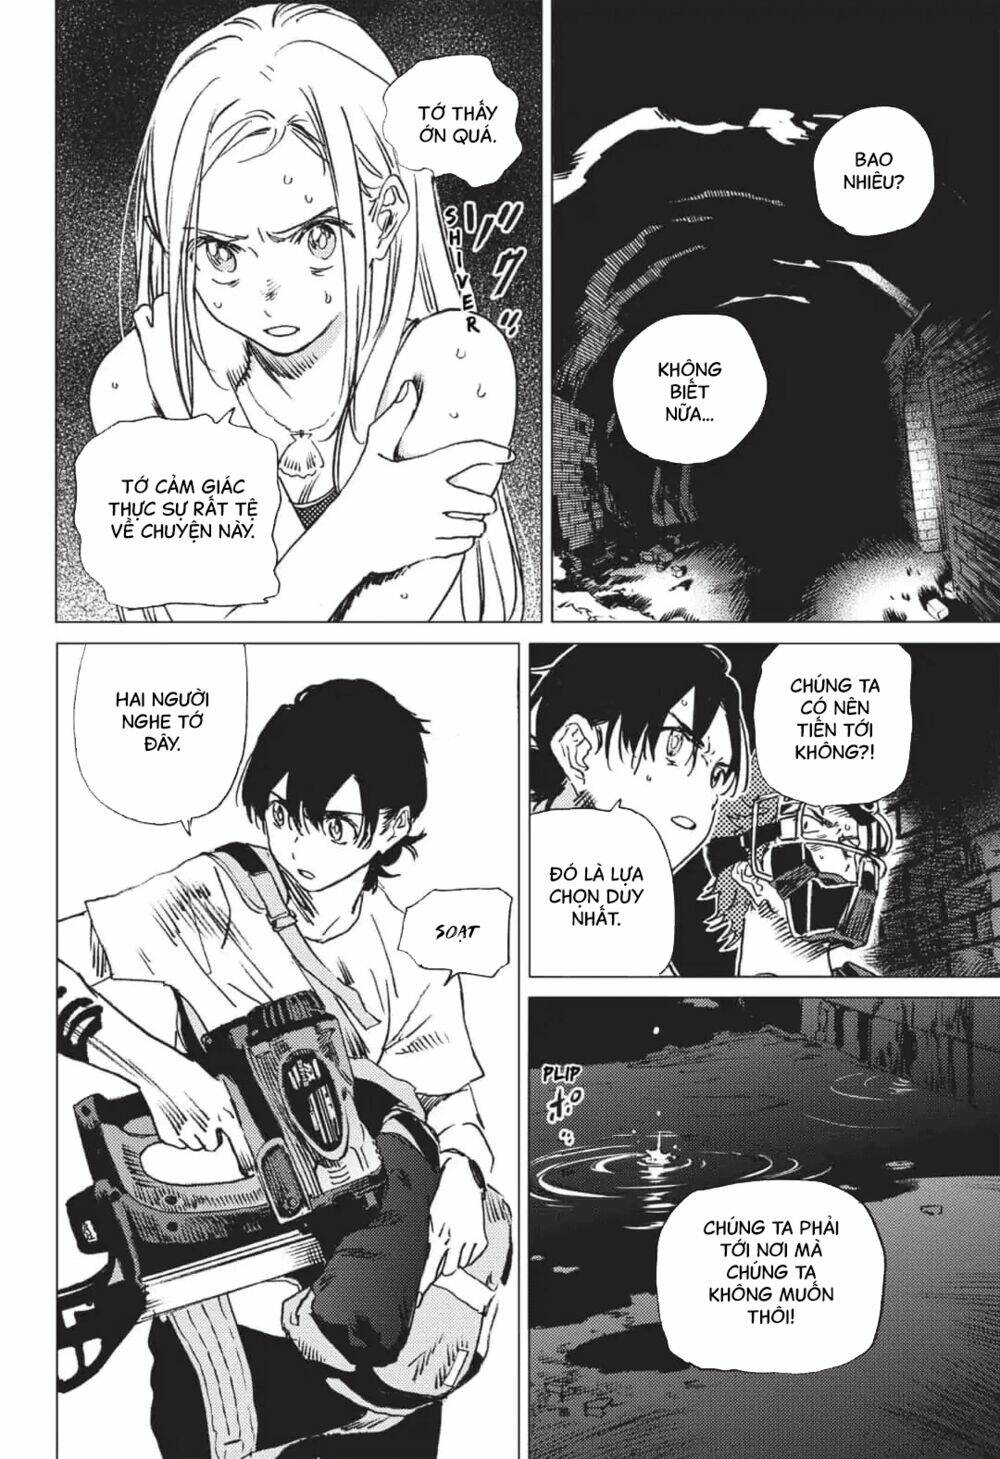 TỚ THẤY
ỚN QUÁ.
SHIVER
TỚ CẢM GIÁC
THỰC SỰ RẤT TỆ
VỀ CHUYỆN NÀY.
BAO
NHIÊU?
KHÔNG
BIẾT
NỮA...
HAI NGƯỜI
NGHE TỚ
ĐÂY.
SOẠT
CHÚNG TA
CÓ NÊN
TIẾN TỚI
KHÔNG?!
ĐÓ LÀ LỰA
CHỌN DUY
NHẤT.
PLIP
CHÚNG TA PHẢI
TỚI NƠI MÀ
CHÚNG TA
KHÔNG MUỐN
THÔI!